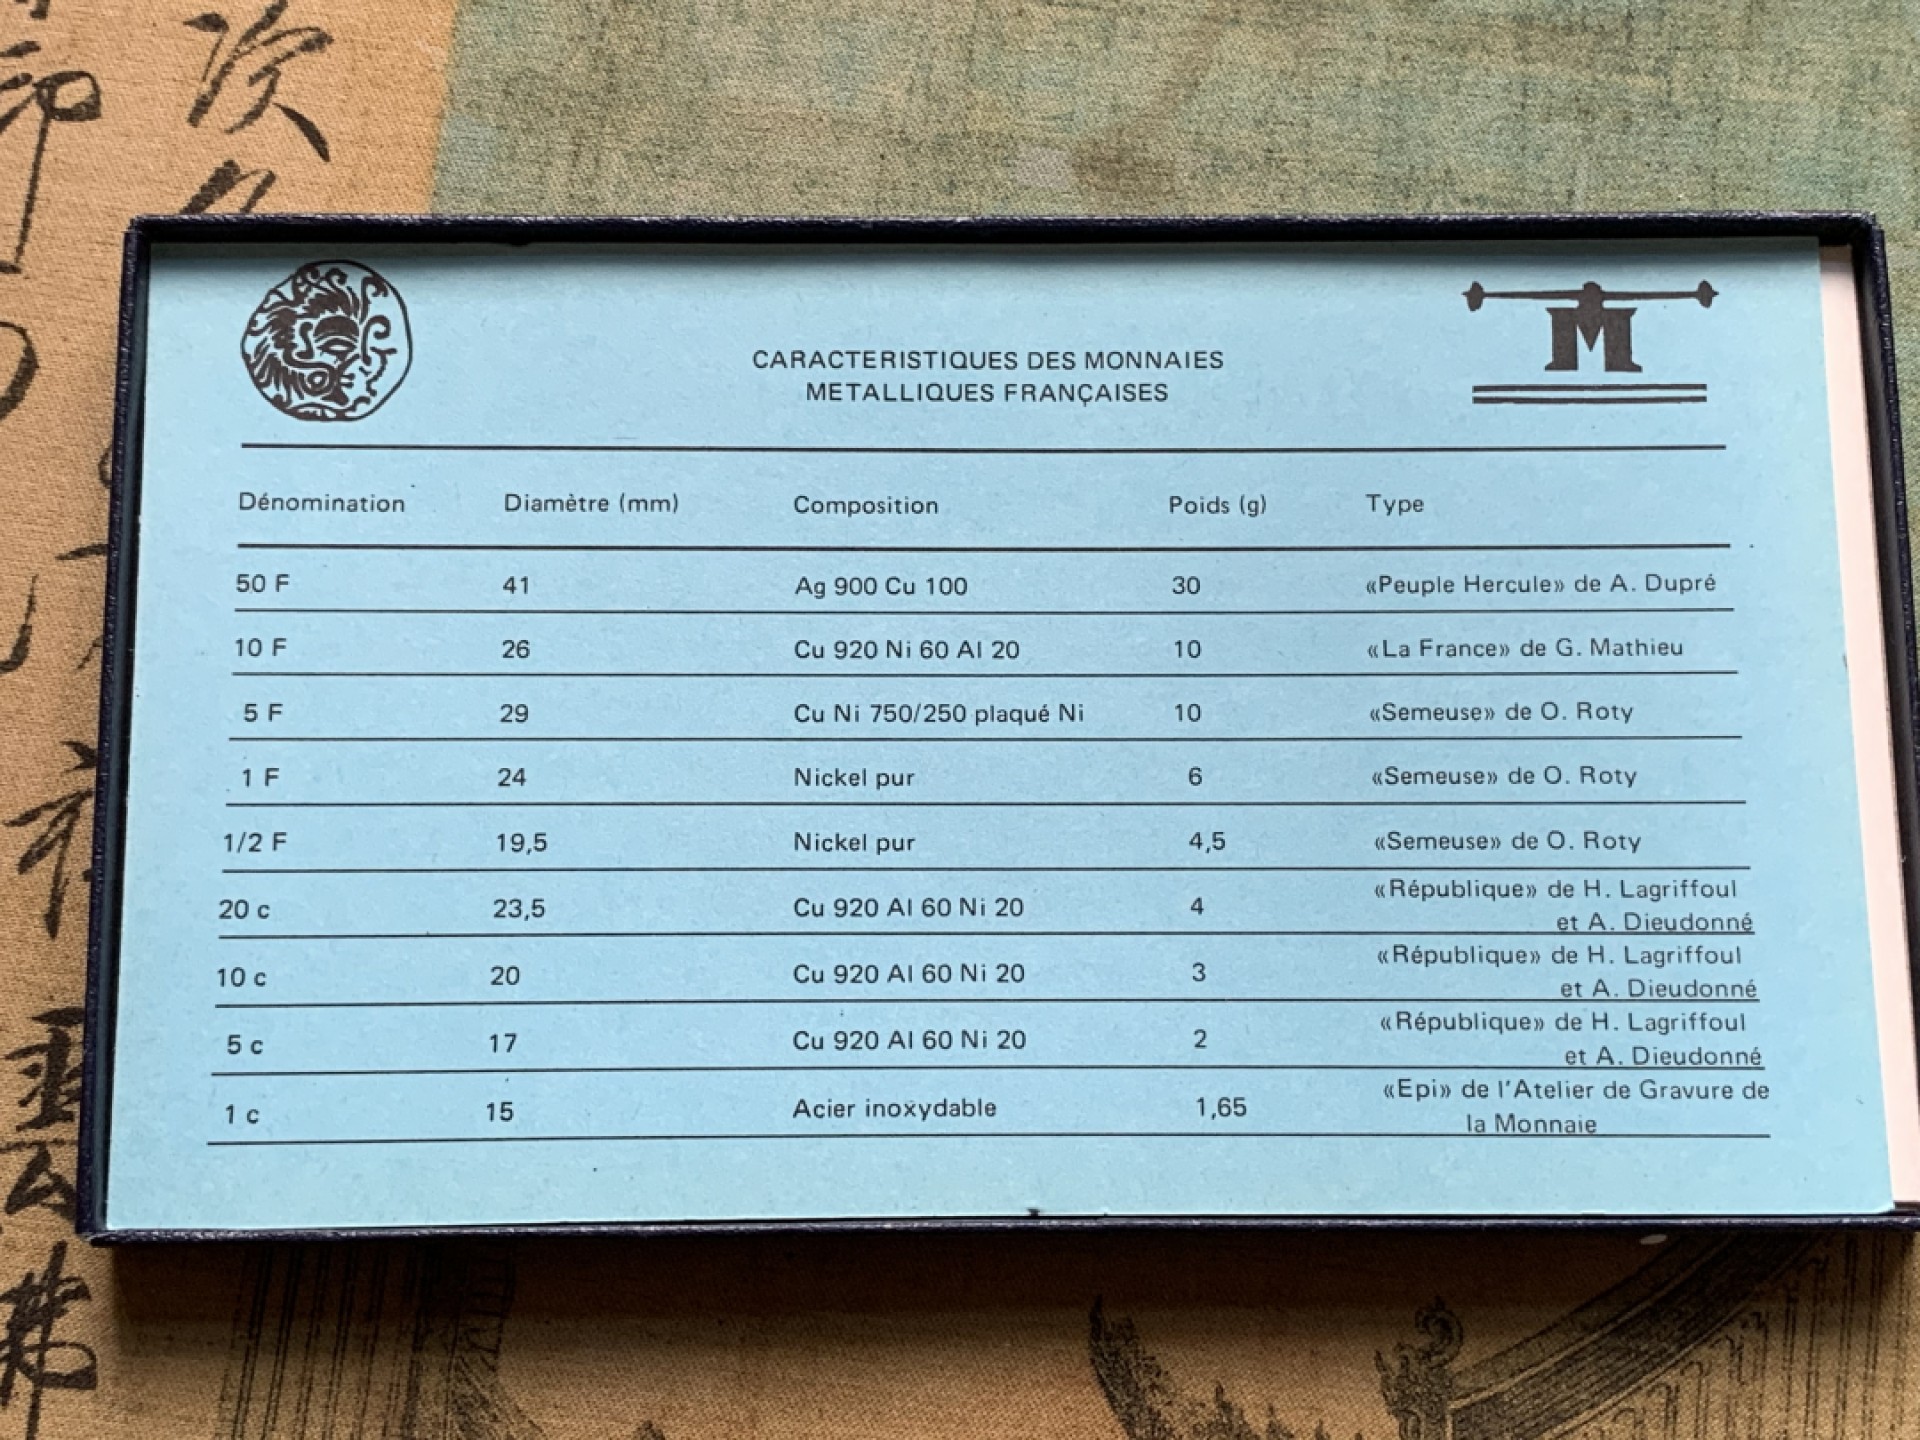 M
CARACTERISTIQUES DES MONNAIES
METALLIQUES FRANÇAISES
Dénomination Diamètre (mm) Composition Poids (g) Type
50 F 41 Ag 900 Cu 100 30 «Peuple Hercule» de A. Dupré
10 F 26 Cu 920 Ni 60 Al 20 10 «La France» de G. Mathieu
5 F 29 Cu Ni 750/250 plaqué Ni 10 «Semeuse» de O. Roty
1 F 24 Nickel pur 6 «Semeuse» de O. Roty
1/2 F 19,5 Nickel pur 4,5 «Semeuse» de O. Roty
20 c 23,5 Cu 920 Al 60 Ni 20 4 «République» de H. Lagriffoul
et A. Dieudonné
10 c 20 Cu 920 Al 60 Ni 20 3 «République» de H. Lagriffoul
et A. Dieudonné
5 c 17 Cu 920 Al 60 Ni 20 2 «République» de H. Lagriffoul
et A. Dieudonné
1 c 15 Acier inoxydable 1,65 «Epi» de l'Atelier de Gravure de
la Monnaie